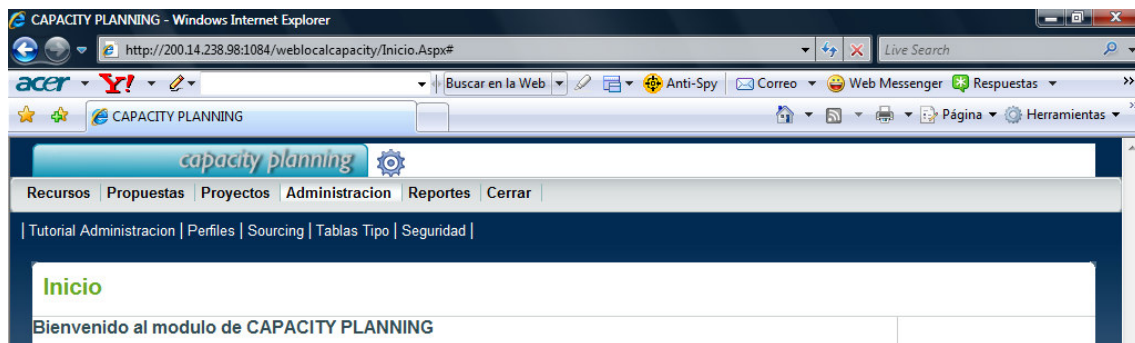 CAPACITY PLANNING - Windows Internet Explorer
http://200.14.238.98:1084/weblocalcapacity/Inicio.Aspx# Live Search
acer Y! Buscar en la Web Anti-Spy Correo Web Messenger Respuestas »
CAPACITY PLANNING Página Herramientas »
capacity planning
Recursos Propuestas Proyectos Administracion Reportes Cerrar
| Tutorial Administracion | Perfiles | Sourcing | Tablas Tipo | Seguridad |
Inicio
Bienvenido al modulo de CAPACITY PLANNING